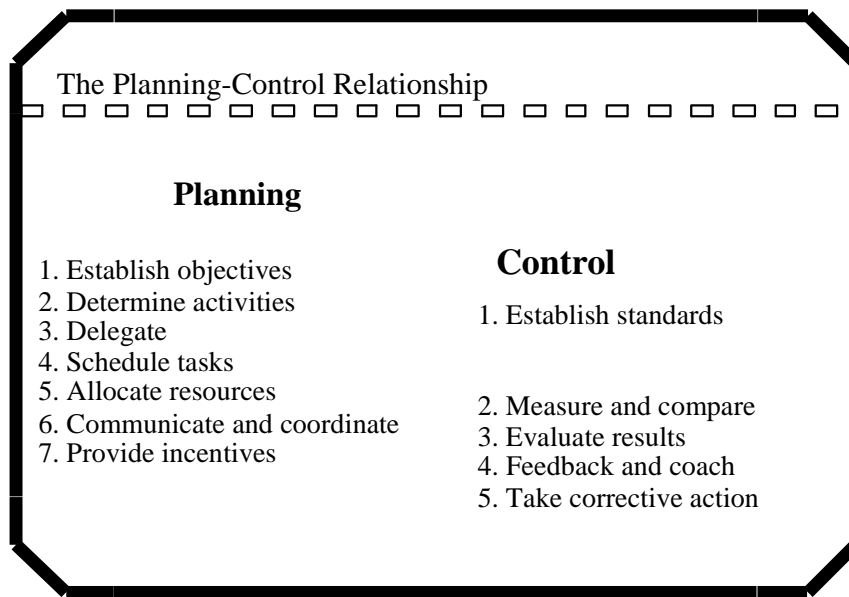 The Planning-Control Relationship
Planning
1. Establish objectives
2. Determine activities
3. Delegate
4. Schedule tasks
5. Allocate resources
6. Communicate and coordinate
7. Provide incentives
Control
1. Establish standards
2. Measure and compare
3. Evaluate results
4. Feedback and coach
5. Take corrective action